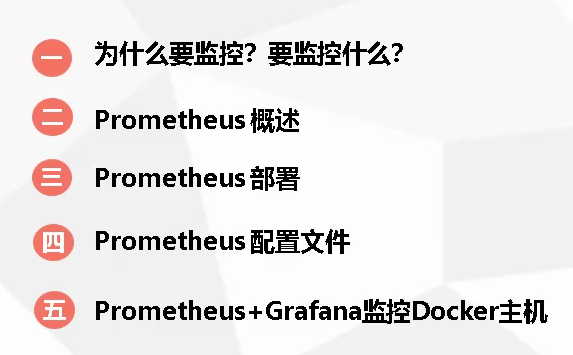 一 为什么要监控？要监控什么？
二 Prometheus 概述
三 Prometheus 部署
四 Prometheus 配置文件
五 Prometheus+Grafana监控Docker主机